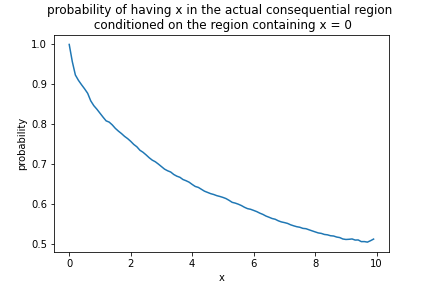 probability of having x in the actual consequential region
conditioned on the region containing x = 0
1.0
0.9
0.8
0.7
0.6
0.5
probability
0 2 4 6 8 10
x